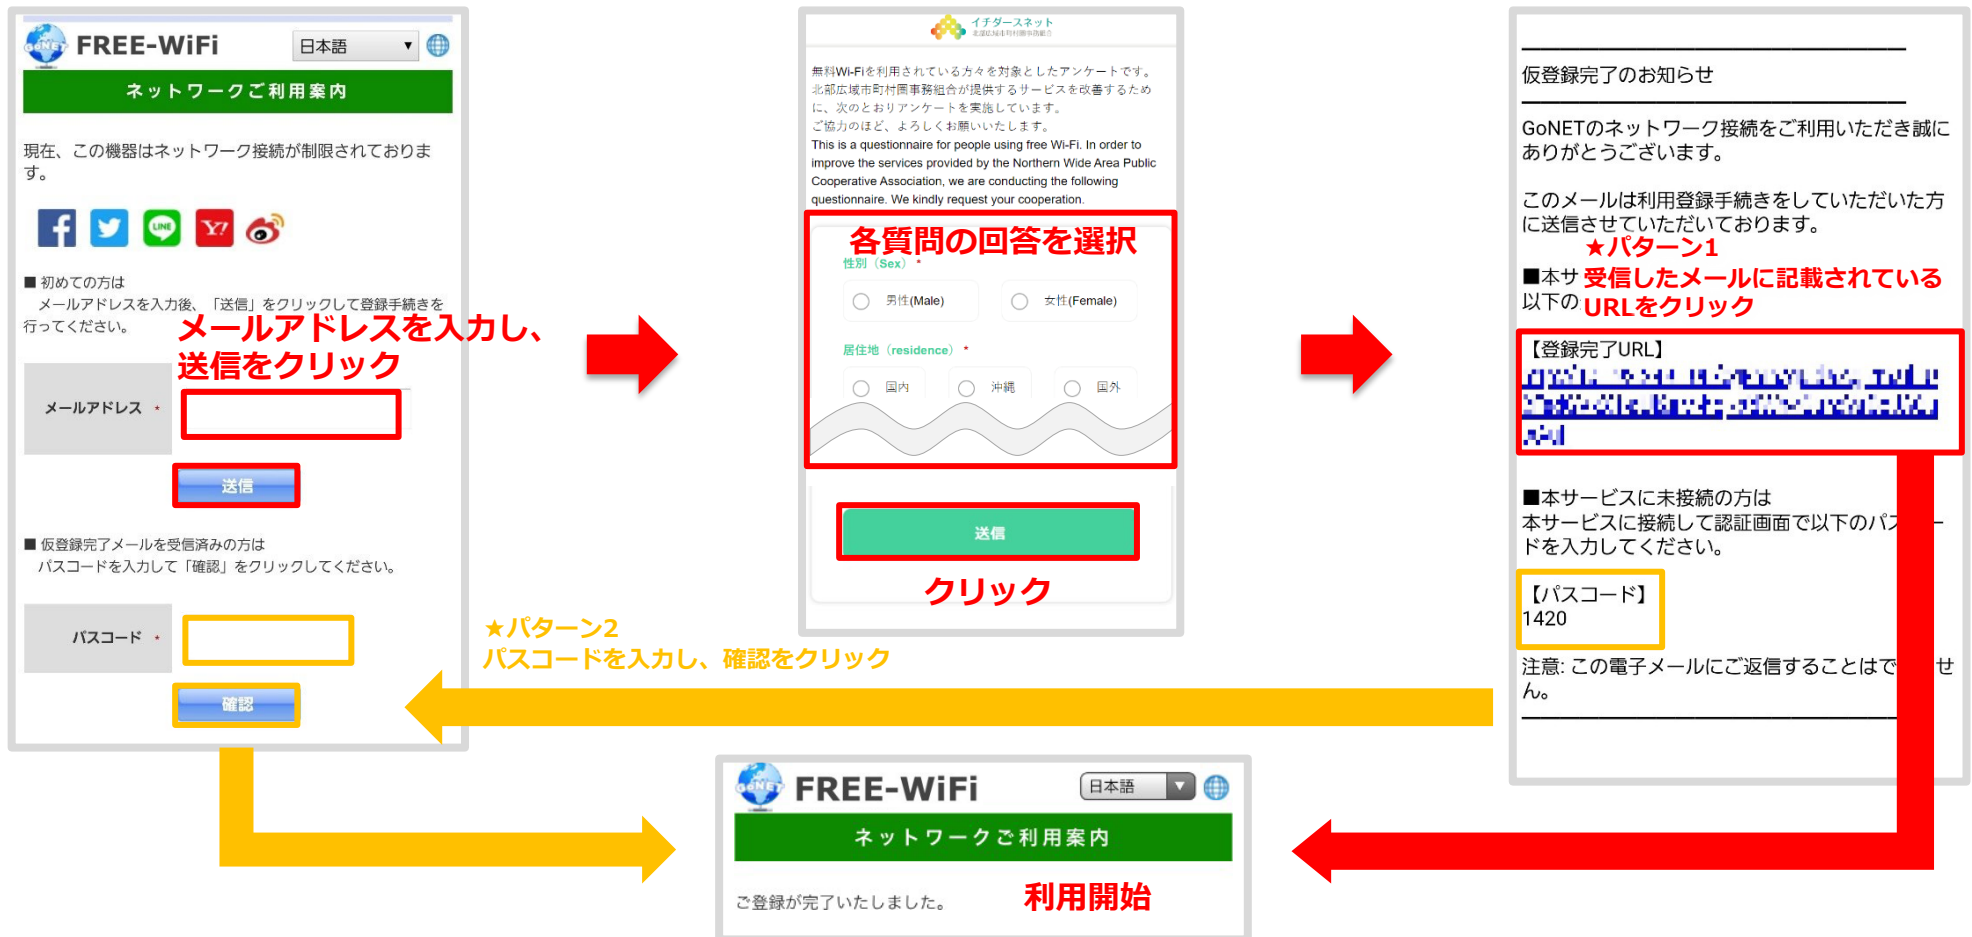 GoNET FREE-WiFi
日本語
ネットワークご利用案内
現在、この機器はネットワーク接続が制限されておりま
す。
LINE
Y!
■ 初めての方は
メールアドレスを入力後、「送信」をクリックして登録手続きを
行ってください。
メールアドレスを入力し、
送信をクリック
メールアドレス *
送信
■ 仮登録完了メールを受信済みの方は
パスコードを入力して「確認」をクリックしてください。
パスコード *
確認
★パターン2
パスコードを入力し、確認をクリック
イチダースネット
北部広域市町村圏事務組合
無料Wi-Fiを利用されている方々を対象としたアンケートです。
北部広域市町村圏事務組合が提供するサービスを改善するため
に、次のとおりアンケートを実施しています。
ご協力のほど、よろしくお願いいたします。
This is a questionnaire for people using free Wi-Fi. In order to
improve the services provided by the Northern Wide Area Public
Cooperative Association, we are conducting the following
questionnaire. We kindly request your cooperation.
各質問の回答を選択
性別（Sex） *
男性(Male)
女性(Female)
居住地（residence） *
国内
沖縄
国外
送信
クリック
仮登録完了のお知らせ
GoNETのネットワーク接続をご利用いただき誠に
ありがとうございます。
このメールは利用登録手続きをしていただいた方
に送信させていただいております。
★パターン1
■本サ
受信したメールに記載されている
以下の
URLをクリック
【登録完了URL】
■本サービスに未接続の方は
本サービスに接続して認証画面で以下のパス ー
ドを入力してください。
【パスコード】
1420
注意: この電子メールにご返信することはで せ
ん。
GoNET FREE-WiFi
日本語
ネットワークご利用案内
ご登録が完了いたしました。
利用開始